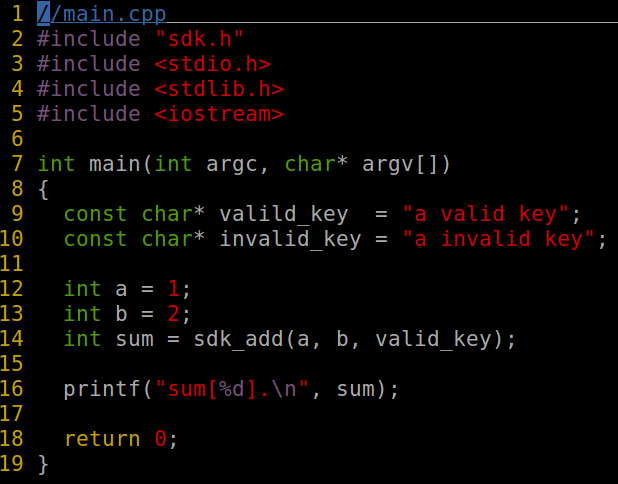 1 //main.cpp
2 #include "sdk.h"
3 #include <stdio.h>
4 #include <stdlib.h>
5 #include <iostream>
6
7 int main(int argc, char* argv[])
8 {
9   const char* valild_key  = "a valid key";
10   const char* invalid_key = "a invalid key";
11
12   int a = 1;
13   int b = 2;
14   int sum = sdk_add(a, b, valid_key);
15
16   printf("sum[%d].\n", sum);
17
18   return 0;
19 }